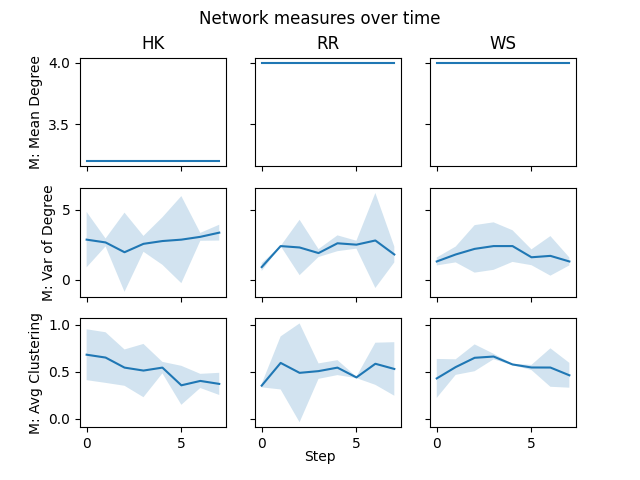 Network measures over time
HK RR WS
M: Mean Degree
4.0
3.5
M: Var of Degree
5
0
M: Avg Clustering
1.0
0.5
0.0
0 5 0 5 0 5
Step